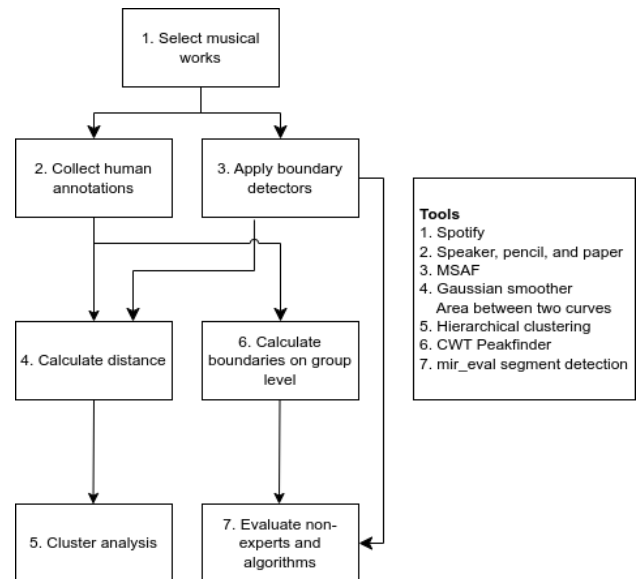 1. Select musical
works
2. Collect human
annotations
3. Apply boundary
detectors
Tools
1. Spotify
2. Speaker, pencil, and paper
3. MSAF
4. Gaussian smoother
Area between two curves
5. Hierarchical clustering
6. CWT Peakfinder
7. mir_eval segment detection
4. Calculate distance
6. Calculate
boundaries on group
level
5. Cluster analysis
7. Evaluate non-
experts and
algorithms